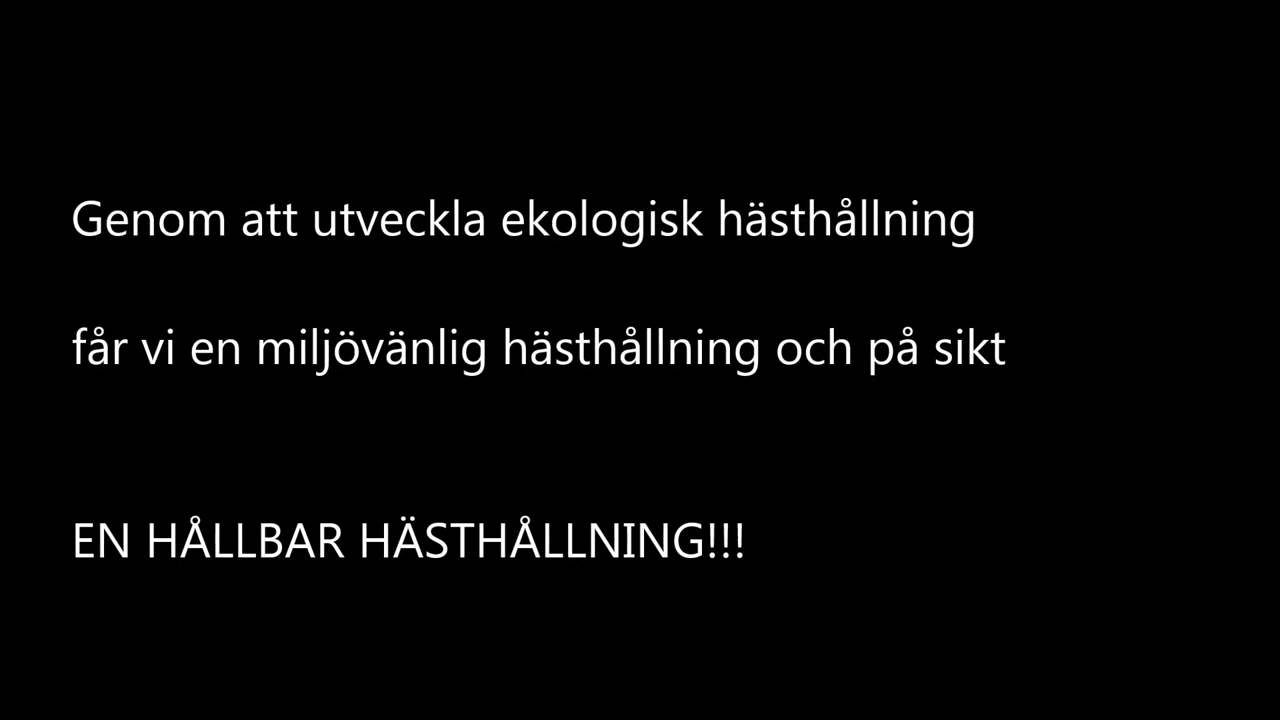 Genom att utveckla ekologisk hästhållning
får vi en miljövänlig hästhållning och på sikt
EN HÅLLBAR HÄSTHÅLLNING!!!